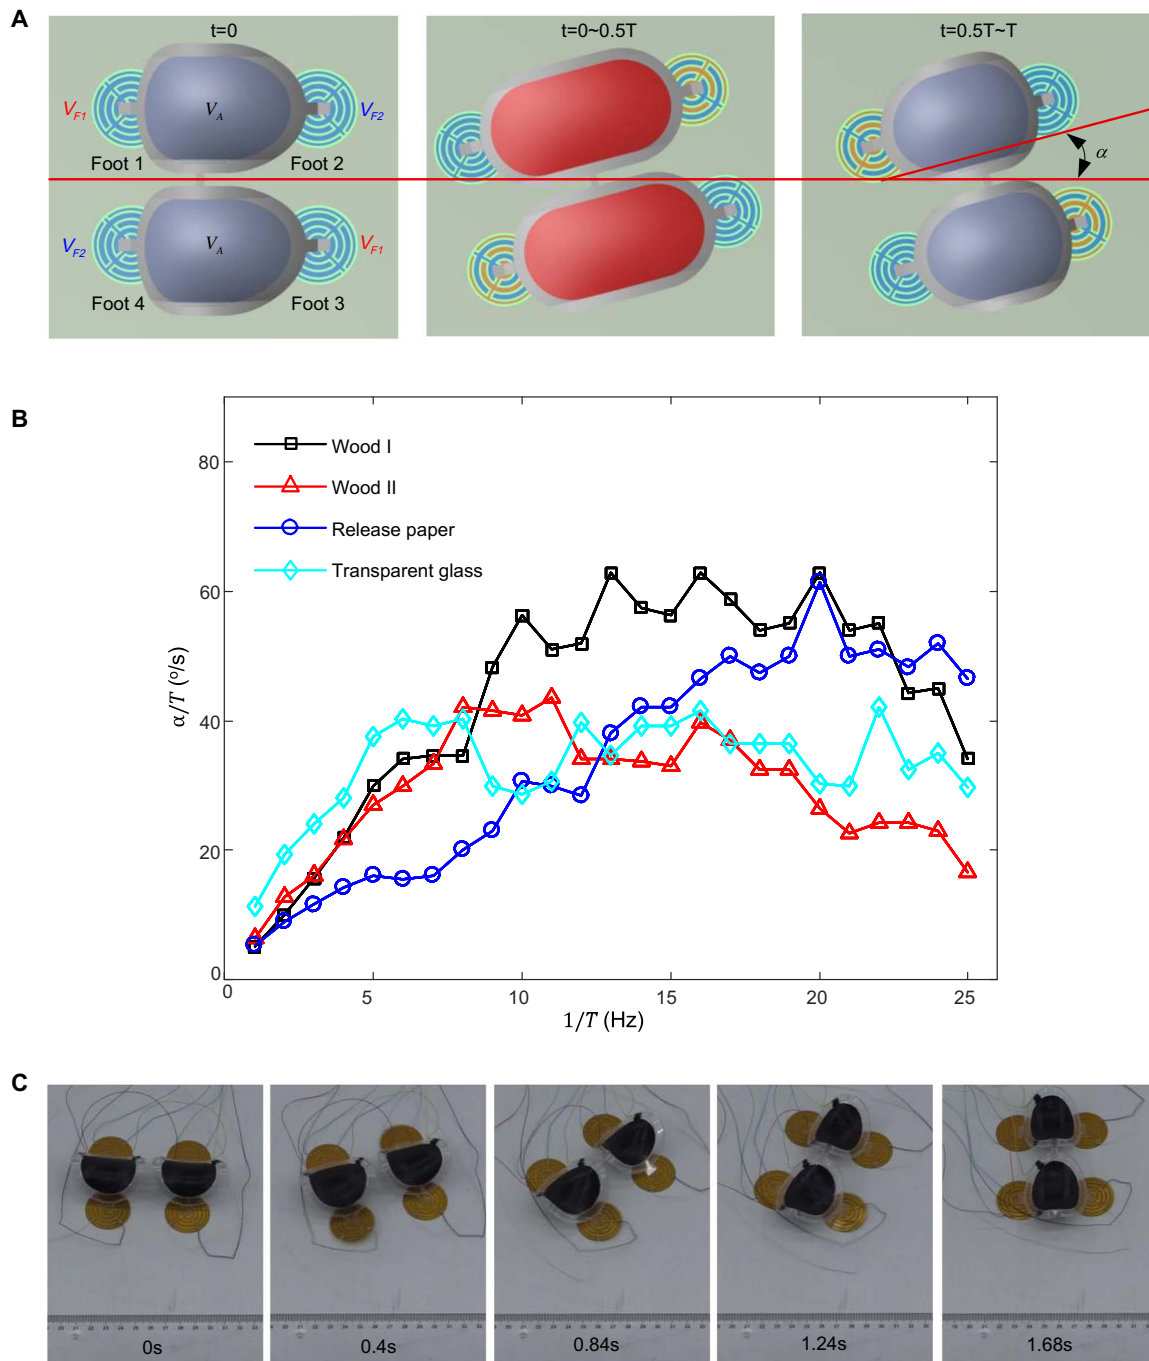 A
t=0
t=0~0.5T
t=0.5T~T
V_F1
V_A
V_F2
Foot 1
Foot 2
α
V_F2
V_A
V_F1
Foot 4
Foot 3
B
80
60
40
20
0
α/T (°/s)
Wood I
Wood II
Release paper
Transparent glass
0
5
10
15
20
25
1/T (Hz)
C
0s
0.4s
0.84s
1.24s
1.68s